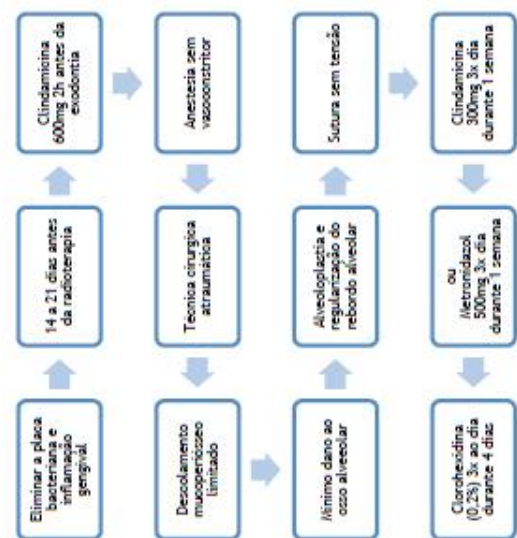 Eliminar a placa
bacteriana e
inflamação
gengival
14 a 21 dias antes
da radioterapia
Clindamicina
600mg 2h antes da
exodontia
Anestesia sem
vasoconstritor
Técnica cirurgica
atraumática
Descolamento
mucoperiósseo
limitado
Mínimo dano ao
osso alveeolar
Alveoloplastia e
regularização do
rebordo alveolar
Sutura sem tensão
Clindamicina
300mg 3x dia
durante 1 semana
ou
Metronidazol
500mg 3x dia
durante 1 semana
Clorohexidina
(0,2%) 3x ao dia
durante 4 dias